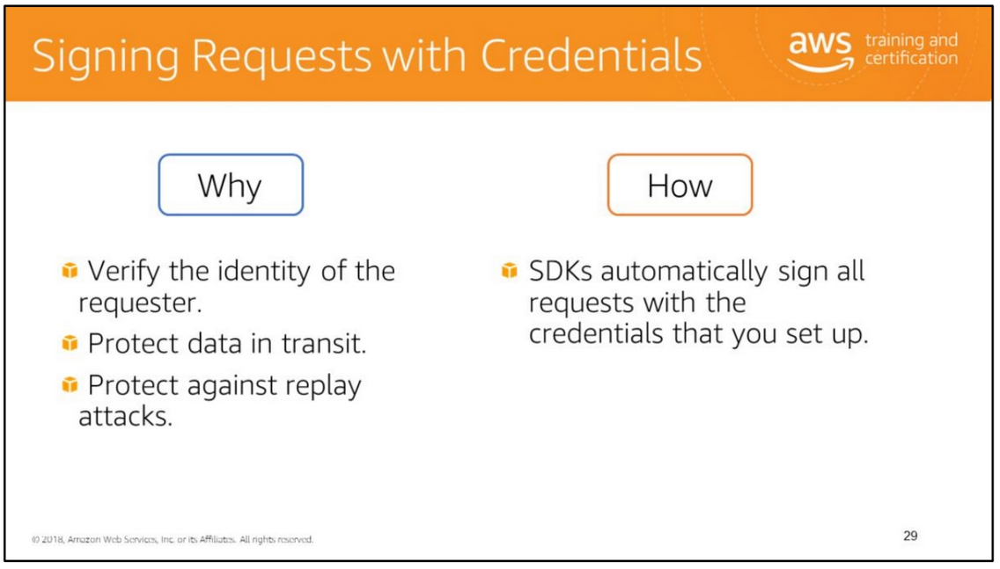 Signing Requests with Credentials
aws training and
certification
Why
Verify the identity of the
requester.
Protect data in transit.
Protect against replay
attacks.
How
SDKs automatically sign all
requests with the
credentials that you set up.
© 2018, Amazon Web Services, Inc. or its Affiliates. All rights reserved.
29